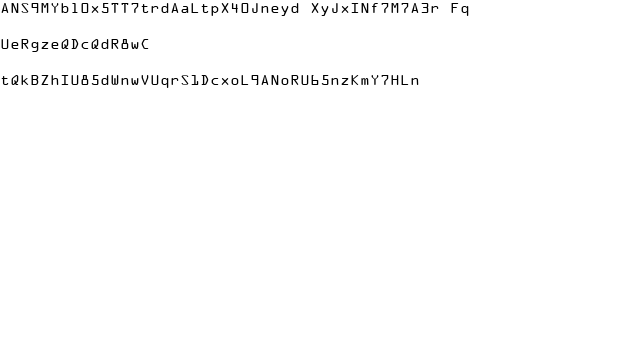 ANS9MYblOx5TT7trdAaLtpX4OJneyd XyJxINf7M7A3r Fq
UeRgzeQDcQdR8wC
tQkBZhIU85dWnwVUqrS1DcxoL9ANoRU65nzKmY7HLn